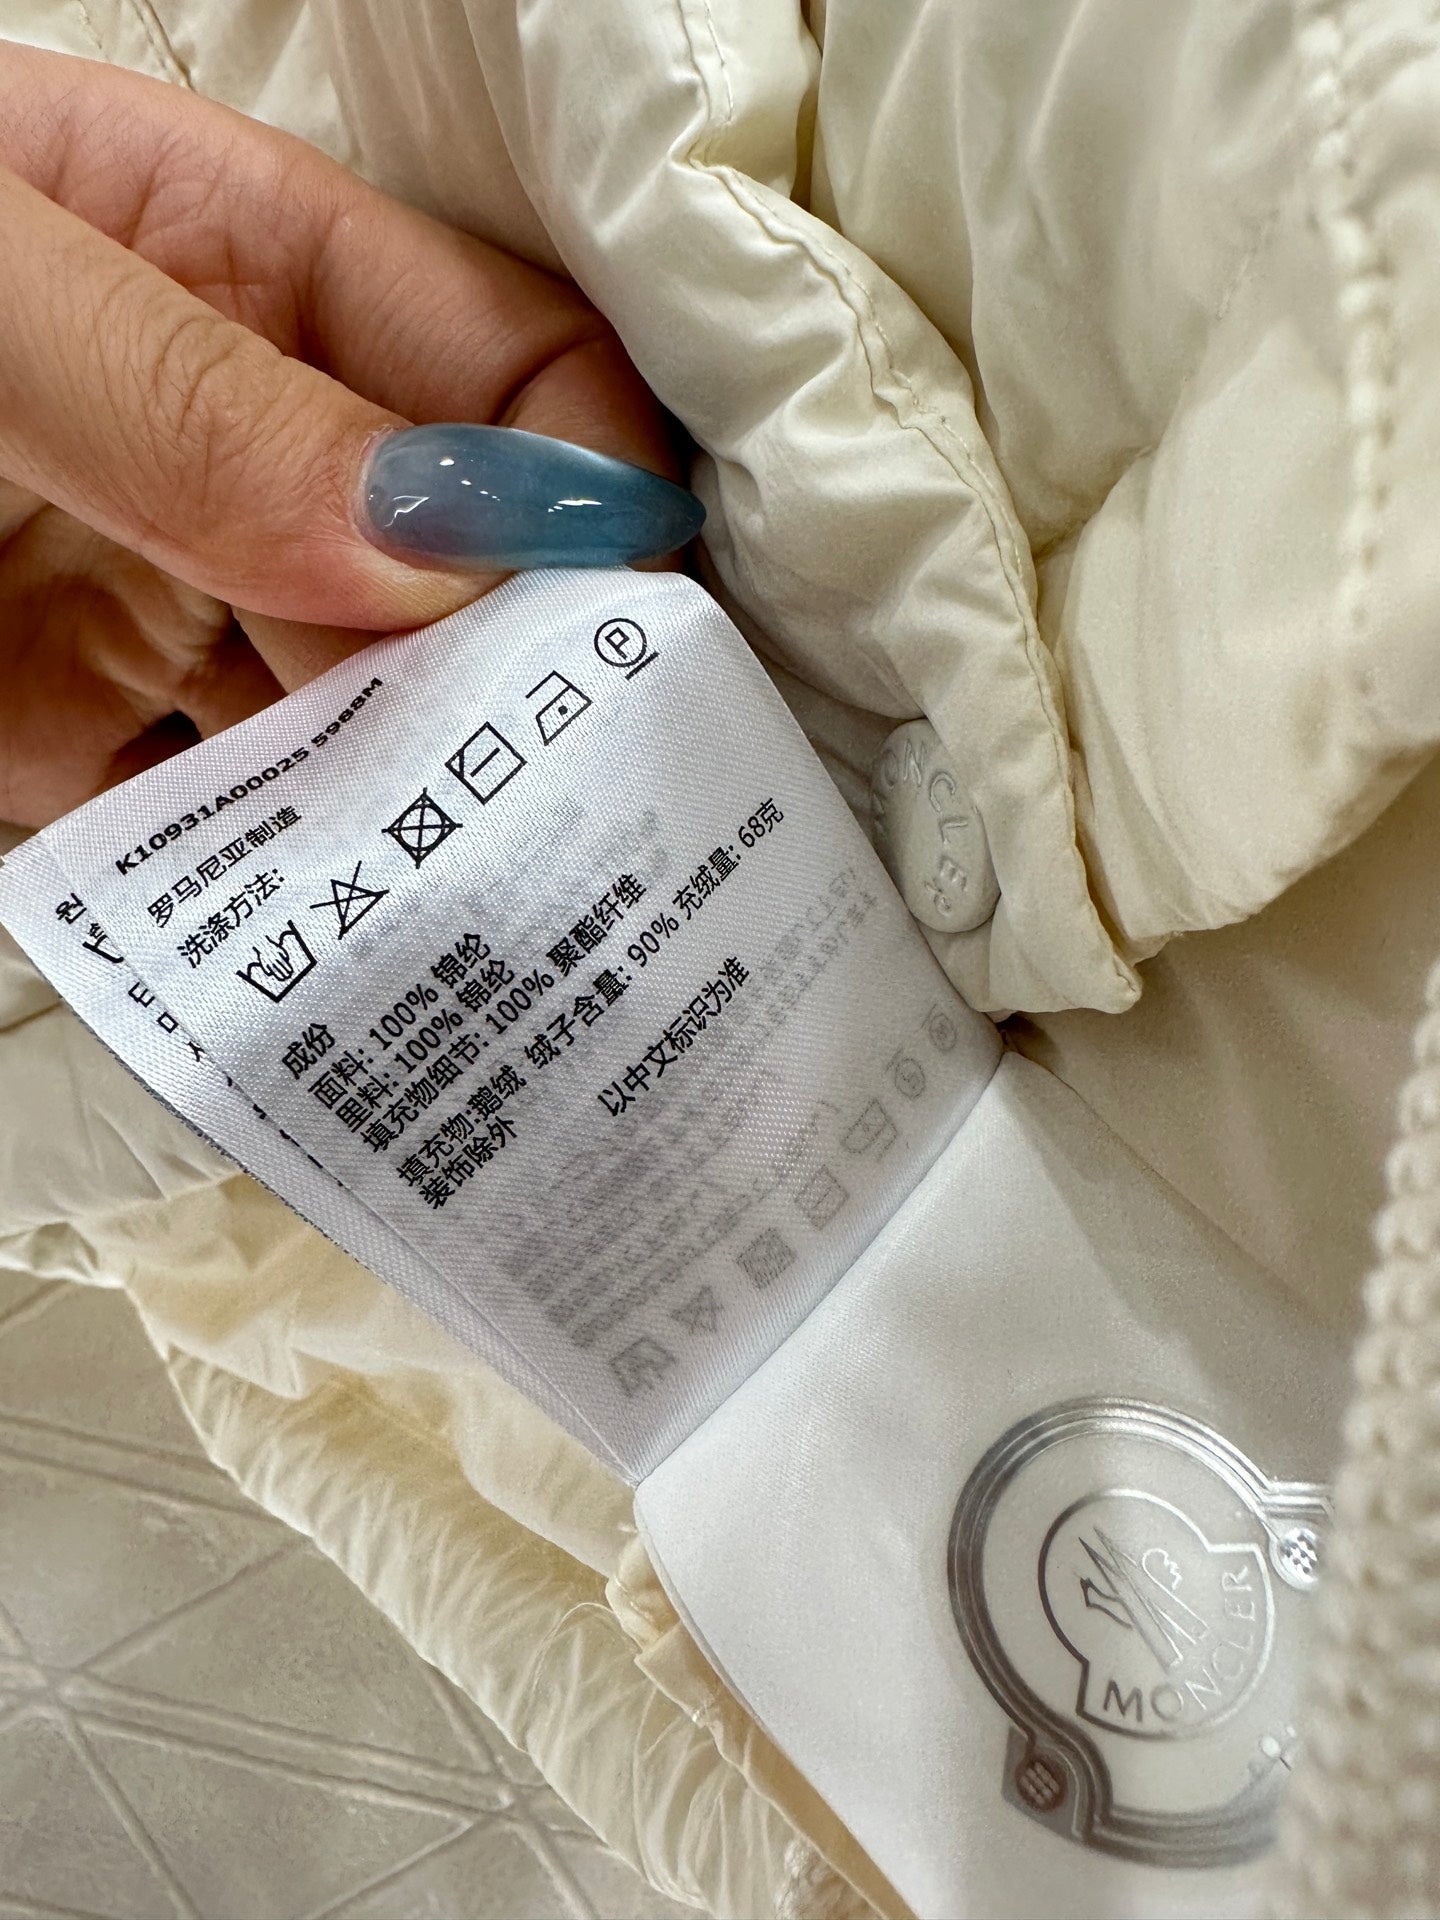 K10931A00025 5988M
罗马尼亚制造
洗涤方法:
P
成份
面料: 100% 锦纶
里料: 100% 锦纶
填充物细节: 100% 聚酯纤维
填充物:鹅绒 绒子含量: 90% 充绒量: 68克
装饰除外
以中文标识为准
원
MONCLER
MONCLER